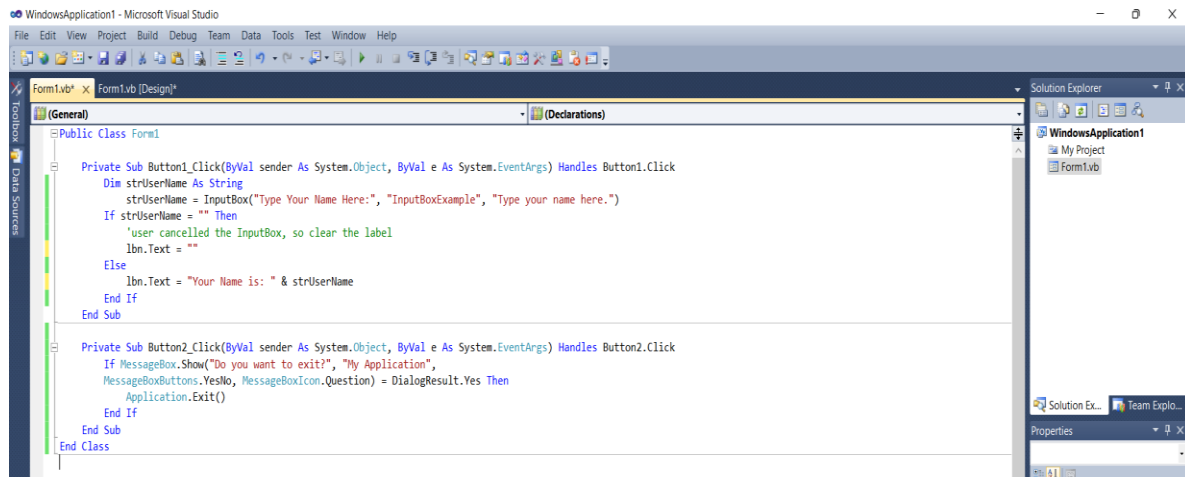 WindowsApplication1 - Microsoft Visual Studio
File Edit View Project Build Debug Team Data Tools Test Window Help
Form1.vb* Form1.vb [Design]*
(General) (Declarations)
Public Class Form1
Private Sub Button1_Click(ByVal sender As System.Object, ByVal e As System.EventArgs) Handles Button1.Click
Dim strUserName As String
strUserName = InputBox("Type Your Name Here:", "InputBoxExample", "Type your name here.")
If strUserName = "" Then
'user cancelled the InputBox, so clear the label
lbn.Text = ""
Else
lbn.Text = "Your Name is: " & strUserName
End If
End Sub
Private Sub Button2_Click(ByVal sender As System.Object, ByVal e As System.EventArgs) Handles Button2.Click
If MessageBox.Show("Do you want to exit?", "My Application",
MessageBoxButtons.YesNo, MessageBoxIcon.Question) = DialogResult.Yes Then
Application.Exit()
End If
End Sub
End Class
Toolbox
Data Sources
Solution Explorer
WindowsApplication1
My Project
Form1.vb
Solution Ex... Team Explo...
Properties